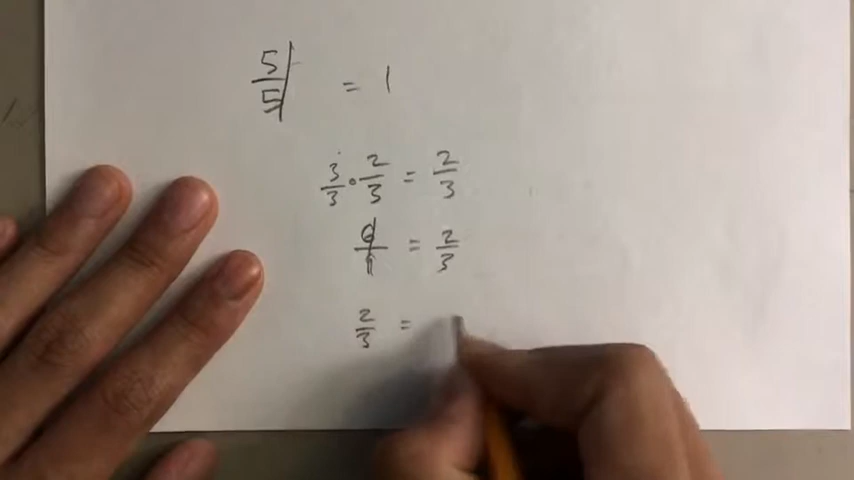 5/5 = 1
3/3 · 2/3 = 2/3
= 2/3
2/3 =